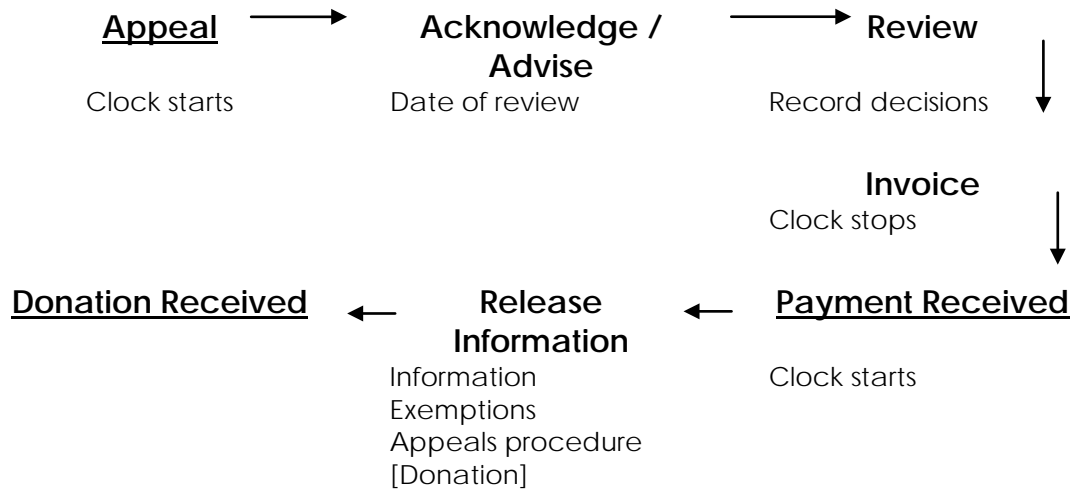 Appeal
Clock starts
Acknowledge /
Advise
Date of review
Review
Record decisions
Invoice
Clock stops
Payment Received
Clock starts
Release
Information
Information
Exemptions
Appeals procedure
[Donation]
Donation Received